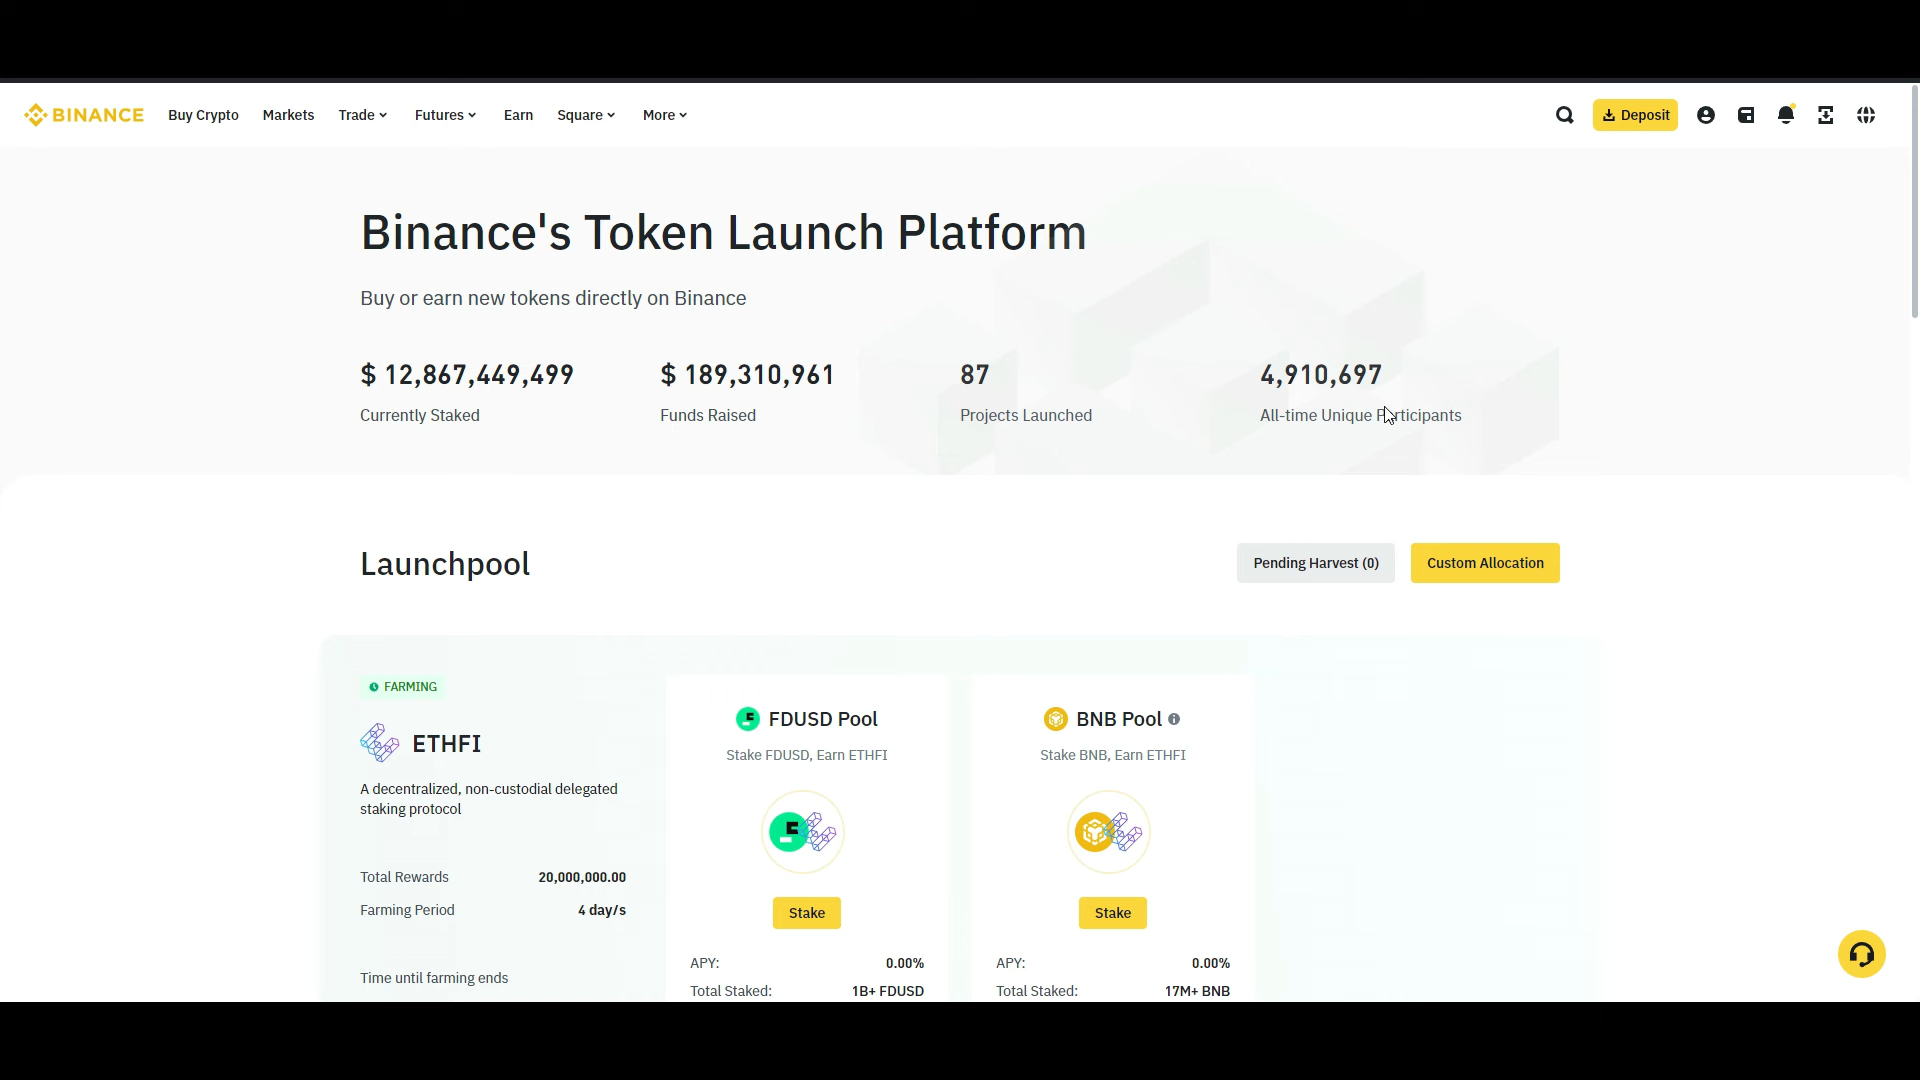 BINANCE Buy Crypto Markets Trade Futures Earn Square More Deposit
Binance's Token Launch Platform
Buy or earn new tokens directly on Binance
$ 12,867,449,499 $ 189,310,961 87 4,910,697
Currently Staked Funds Raised Projects Launched All-time Unique Participants
Launchpool Pending Harvest (0) Custom Allocation
FARMING
ETHFI
A decentralized, non-custodial delegated
staking protocol
Total Rewards 20,000,000.00
Farming Period 4 day/s
Time until farming ends
FDUSD Pool
Stake FDUSD, Earn ETHFI
Stake
APY: 0.00%
Total Staked: 1B+ FDUSD
BNB Pool
Stake BNB, Earn ETHFI
Stake
APY: 0.00%
Total Staked: 17M+ BNB